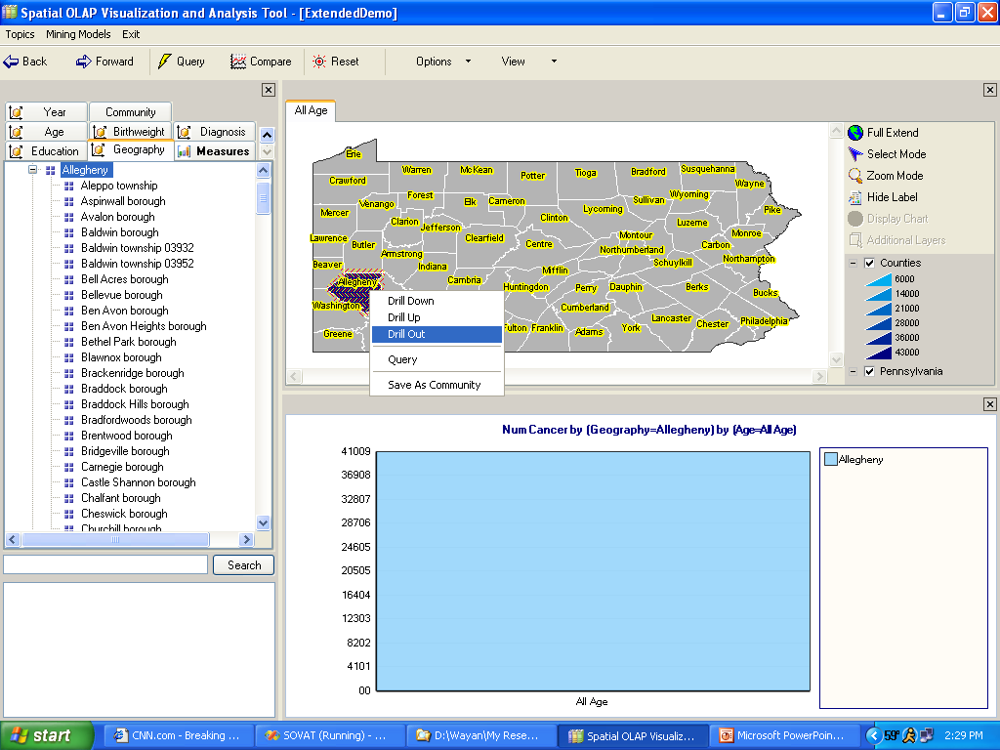 Spatial OLAP Visualization and Analysis Tool - [ExtendedDemo]
Topics Mining Models Exit
Back Forward Query Compare Reset Options View
Year Community
Age Birthweight Diagnosis
Education Geography Measures
Allegheny
Aleppo township
Aspinwall borough
Avalon borough
Baldwin borough
Baldwin township 03932
Baldwin township 03952
Bell Acres borough
Bellevue borough
Ben Avon borough
Ben Avon Heights borough
Bethel Park borough
Blawnox borough
Brackenridge borough
Braddock borough
Braddock Hills borough
Bradfordwoods borough
Brentwood borough
Bridgeville borough
Carnegie borough
Castle Shannon borough
Chalfant borough
Cheswick borough
Churchill borough
Search
All Age
Erie
Warren McKean Potter Tioga Bradford Susquehanna
Crawford Wayne
Forest Elk Cameron Sullivan Wyoming
Venango Lycoming Pike
Mercer Clarion Jefferson Clinton Luzerne
Lawrence Butler Clearfield Centre Montour Monroe
Armstrong Northumberland Carbon
Beaver Indiana Mifflin Schuylkill Northampton
Allegheny Cambria Huntingdon Perry Dauphin Berks Bucks
Washington Cumberland
Greene Fulton Franklin Adams York Lancaster Chester Philadelphia
Drill Down
Drill Up
Drill Out
Query
Save As Community
Full Extend
Select Mode
Zoom Mode
Hide Label
Display Chart
Additional Layers
Counties
6000
14000
21000
28000
36000
43000
Pennsylvania
Num Cancer by (Geography=Allegheny) by (Age=All Age)
41009
36908
32807
28706
24605
20505
16404
12303
8202
4101
00
All Age
Allegheny
start
CNN.com - Breaking ...
SOVAT (Running) - ...
D:\Wayan\My Rese...
Spatial OLAP Visualiz...
Microsoft PowerPoin...
59°
2:29 PM